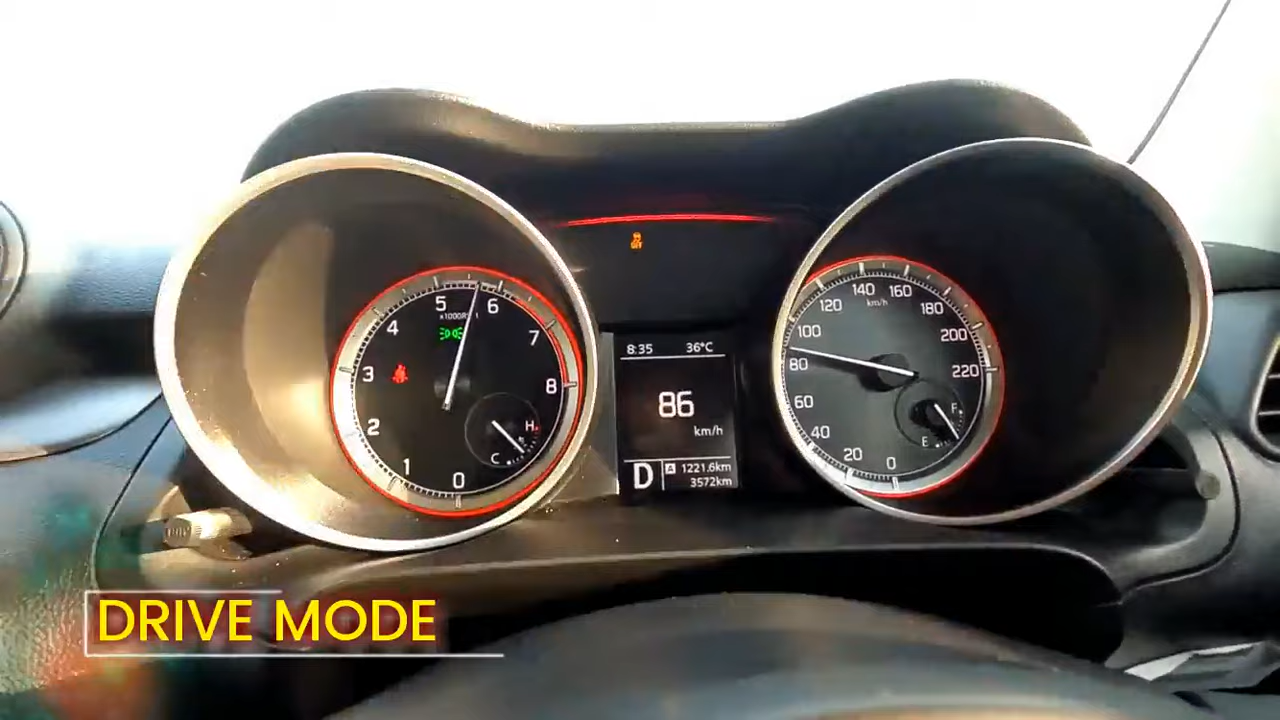 5 6
x1000r/min
4 7
3 8
2
1 0
H
C
8:35 36°C
86
km/h
D A 1221.6km
3572km
140 160
km/h
120 180
100 200
80 220
60
40
20 0
F
E
OFF
DRIVE MODE